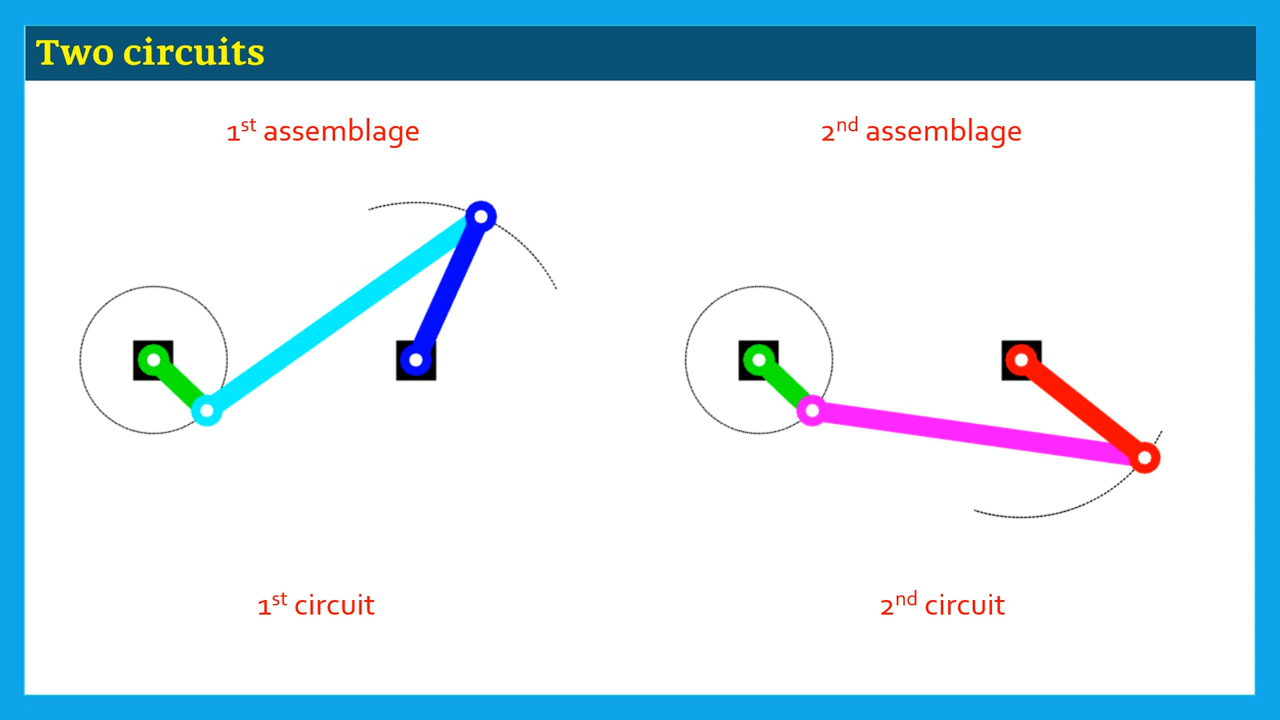 Two circuits
1st assemblage
2nd assemblage
1st circuit
2nd circuit